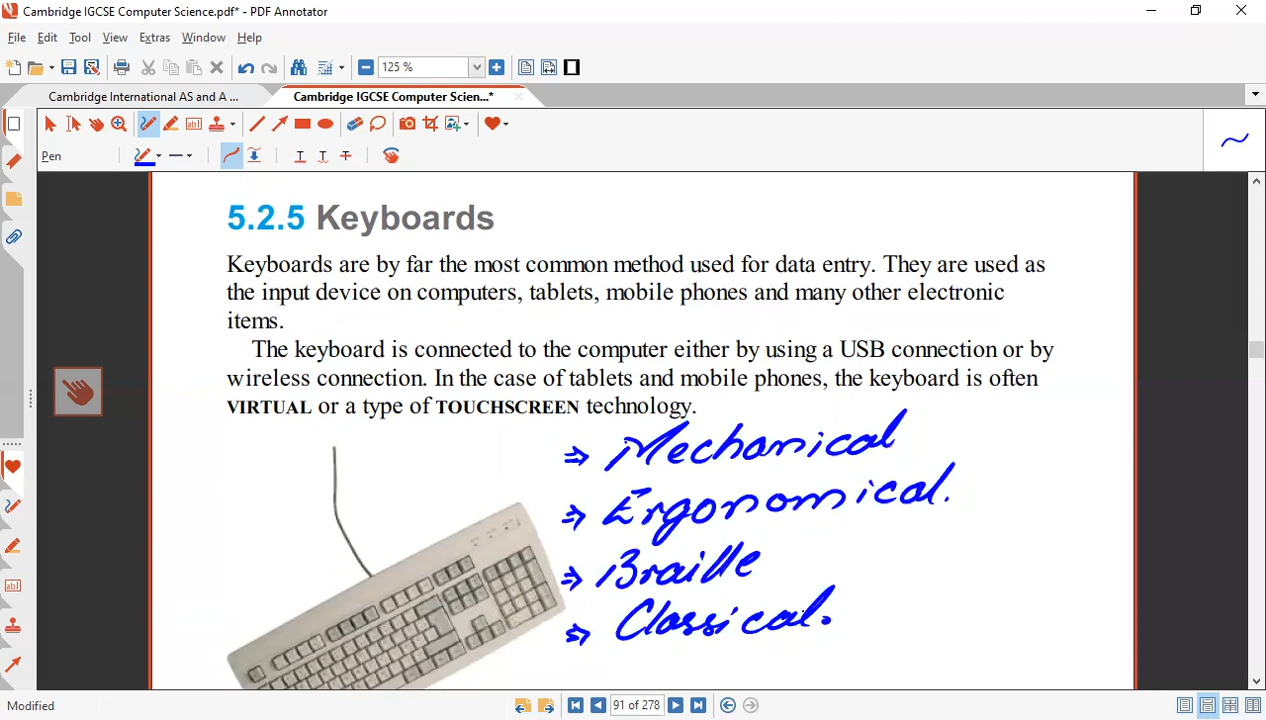 Cambridge IGCSE Computer Science.pdf* - PDF Annotator
File Edit Tool View Extras Window Help
125 %
Cambridge International AS and A ...
Cambridge IGCSE Computer Scien...*
Pen
5.2.5 Keyboards
Keyboards are by far the most common method used for data entry. They are used as
the input device on computers, tablets, mobile phones and many other electronic
items.
The keyboard is connected to the computer either by using a USB connection or by
wireless connection. In the case of tablets and mobile phones, the keyboard is often
VIRTUAL or a type of TOUCHSCREEN technology.
⇒ Mechanical
⇒ Ergonomical.
⇒ Braille
⇒ Classical.
Modified
91 of 278